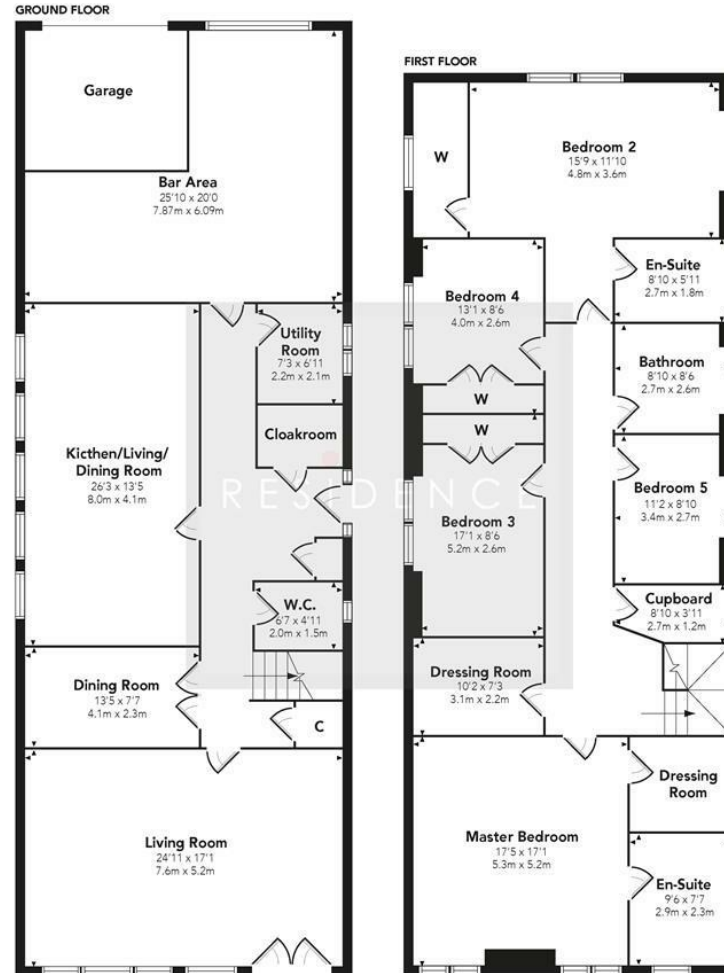 GROUND FLOOR
Garage
Bar Area
25'10 x 20'0
7.87m x 6.09m
Utility
Room
7'3 x 6'11
2.2m x 2.1m
Cloakroom
Kicthen/Living/
Dining Room
26'3 x 13'5
8.0m x 4.1m
W.C.
6'7 x 4'11
2.0m x 1.5m
Dining Room
13'5 x 7'7
4.1m x 2.3m
C
Living Room
24'11 x 17'1
7.6m x 5.2m
FIRST FLOOR
W
Bedroom 2
15'9 x 11'10
4.8m x 3.6m
En-Suite
8'10 x 5'11
2.7m x 1.8m
Bedroom 4
13'1 x 8'6
4.0m x 2.6m
Bathroom
8'10 x 8'6
2.7m x 2.6m
W
W
Bedroom 5
11'2 x 8'10
3.4m x 2.7m
Bedroom 3
17'1 x 8'6
5.2m x 2.6m
Cupboard
8'10 x 3'11
2.7m x 1.2m
Dressing Room
10'2 x 7'3
3.1m x 2.2m
Dressing
Room
Master Bedroom
17'5 x 17'1
5.3m x 5.2m
En-Suite
9'6 x 7'7
2.9m x 2.3m
RESIDENCE